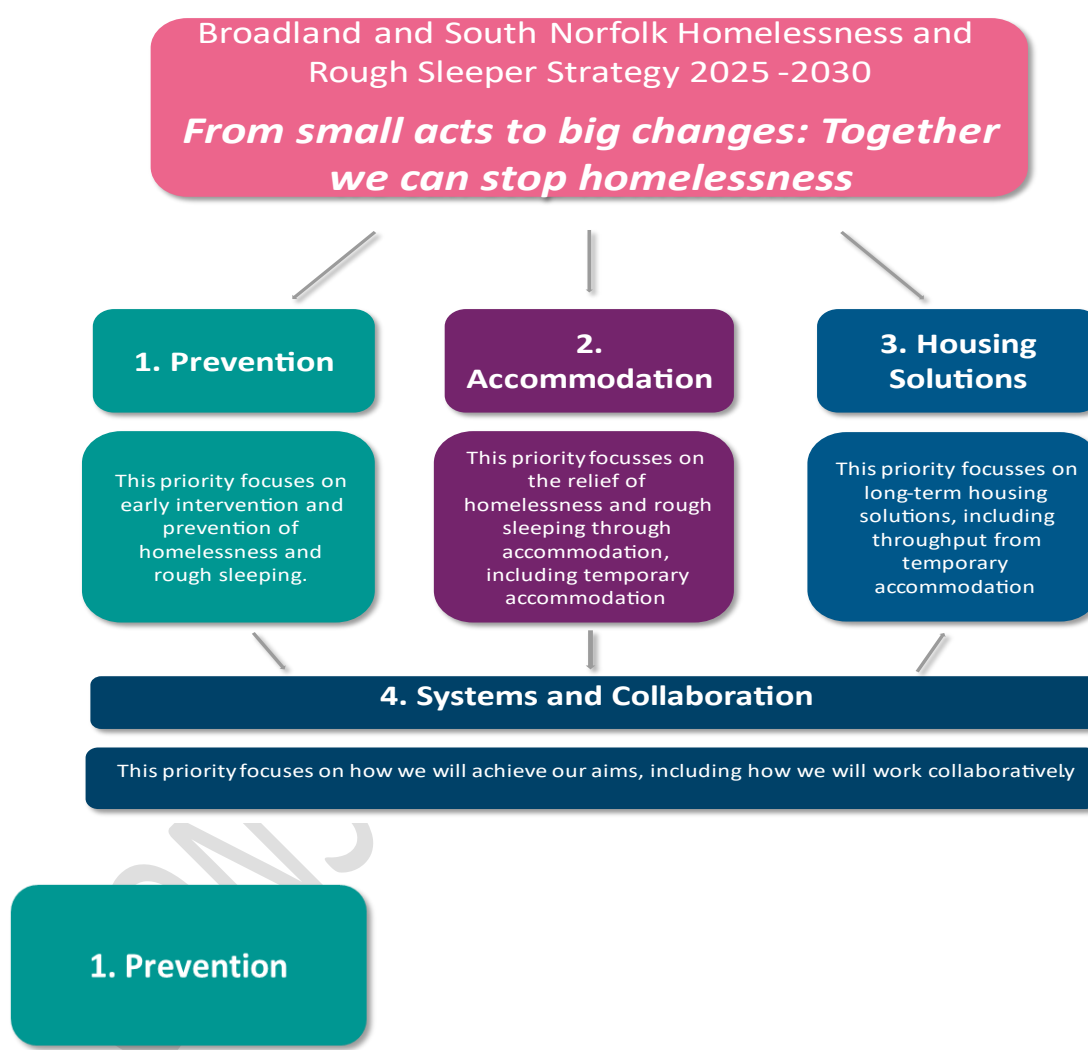 Broadland and South Norfolk Homelessness and
Rough Sleeper Strategy 2025 -2030
From small acts to big changes: Together
we can stop homelessness
1. Prevention
2.
Accommodation
3. Housing
Solutions
This priority focuses on
early intervention and
prevention of
homelessness and
rough sleeping.
This priority focusses on
the relief of
homelessness and rough
sleeping through
accommodation,
including temporary
accommodation
This priority focusses on
long-term housing
solutions, including
throughput from
temporary
accommodation
4. Systems and Collaboration
This priority focuses on how we will achieve our aims, including how we will work collaboratively
1. Prevention